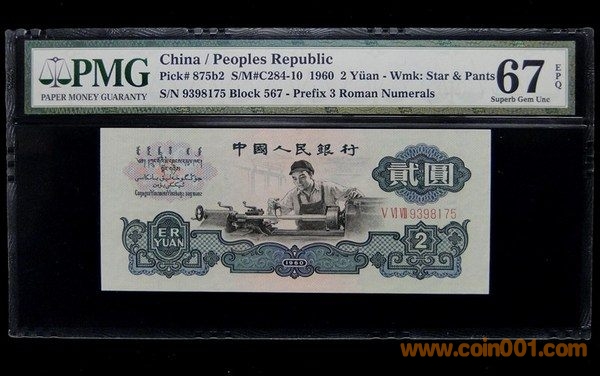 PMG
PAPER MONEY GUARANTY
China / Peoples Republic
Pick# 875b2 S/M#C284-10 1960 2 Yüan - Wmk: Star & Pants
S/N 9398175 Block 567 - Prefix 3 Roman Numerals
67 EPQ
Superb Gem Unc
中國人民銀行
貳圓
V VI VII 9398175
ER
YUAN
2
1960
www.coin001.com